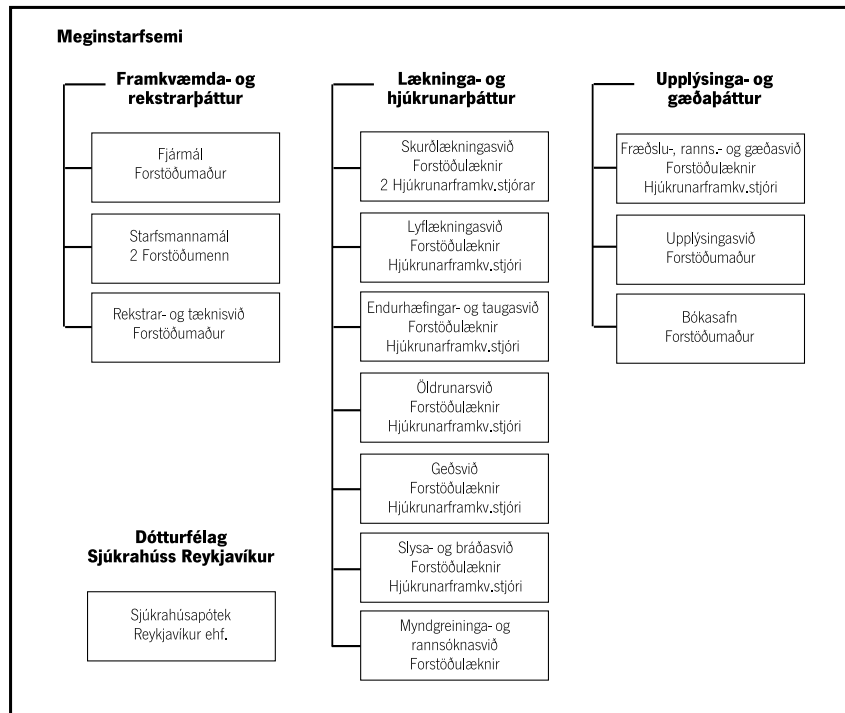 Meginstarfsemi
Framkvæmda- og
rekstrarþáttur
Fjármál
Forstöðumaður
Starfsmannamál
2 Forstöðumenn
Rekstrar- og tæknisvið
Forstöðumaður
Dótturfélag
Sjúkrahúss Reykjavíkur
Sjúkrahúsapótek
Reykjavíkur ehf.
Lækninga- og
hjúkrunarþáttur
Skurðlækningasvið
Forstöðulæknir
2 Hjúkrunarframkv.stjórar
Lyflækningasvið
Forstöðulæknir
Hjúkrunarframkv.stjóri
Endurhæfingar- og taugasvið
Forstöðulæknir
Hjúkrunarframkv.stjóri
Öldrunarsvið
Forstöðulæknir
Hjúkrunarframkv.stjóri
Geðsvið
Forstöðulæknir
Hjúkrunarframkv.stjóri
Slysa- og bráðasvið
Forstöðulæknir
Hjúkrunarframkv.stjóri
Myndgreininga- og
rannsóknasvið
Forstöðulæknir
Upplýsinga- og
gæðaþáttur
Fræðslu-, ranns.- og gæðasvið
Forstöðulæknir
Hjúkrunarframkv.stjóri
Upplýsingasvið
Forstöðumaður
Bókasafn
Forstöðumaður